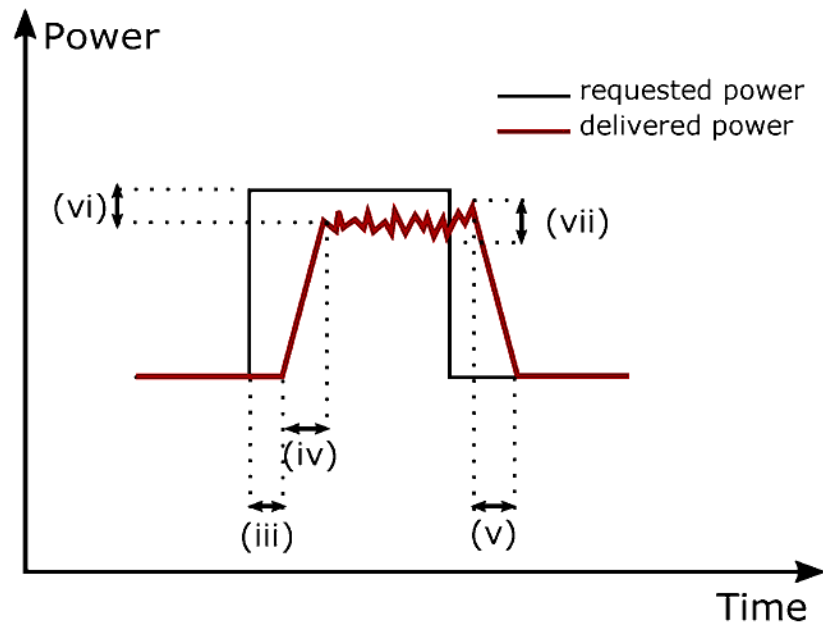 Power
requested power
delivered power
(vi)
(vii)
(iv)
(iii)
(v)
Time